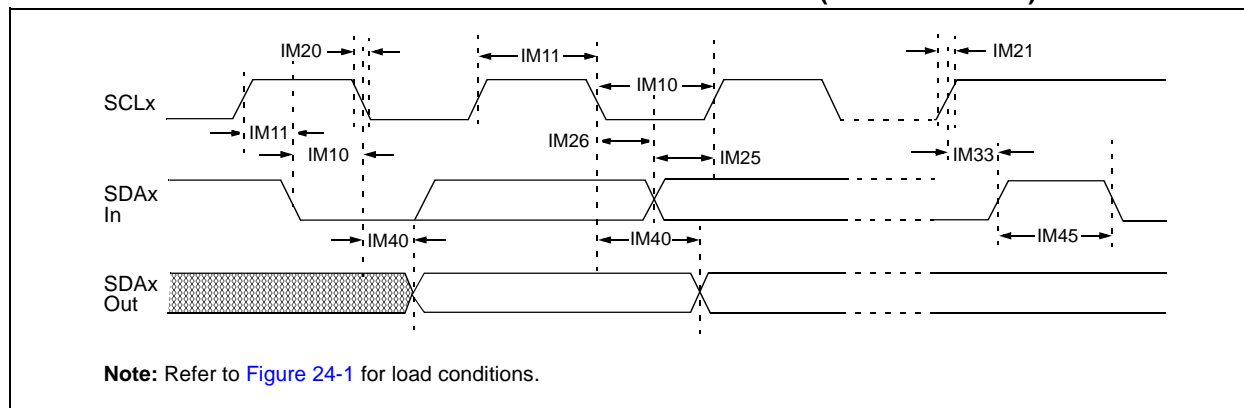 IM20
IM11
IM21
IM10
SCLx
IM11
IM26
IM10
IM33
IM25
SDAx
In
IM40
IM40
IM45
SDAx
Out
Note: Refer to Figure 24-1 for load conditions.